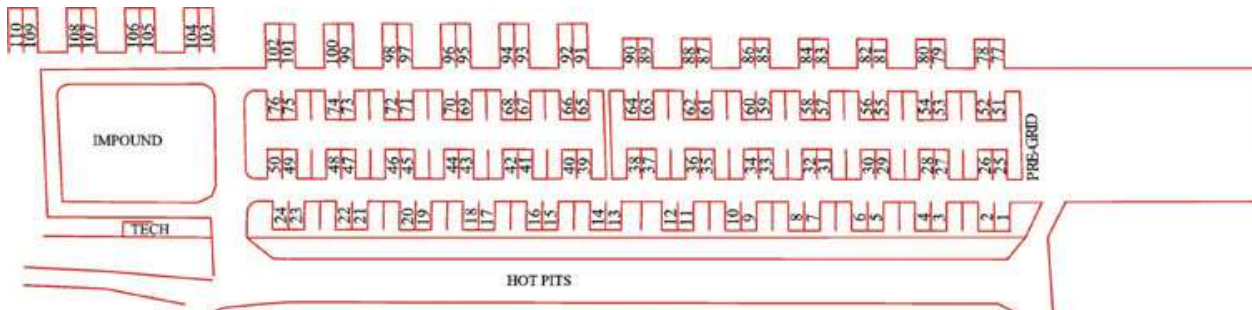 110 109 108 107 106 105 104 103 102 101 100 99 98 97 96 95 94 93 92 91 90 89 88 87 86 85 84 83 82 81 80 79 78 77
76 75 74 73 72 71 70 69 68 67 66 65 64 63 62 61 60 59 58 57 56 55 54 53 52 51
IMPOUND
PRE-GRID
50 49 48 47 46 45 44 43 42 41 40 39 38 37 36 35 34 33 32 31 30 29 28 27 26 25
24 23 22 21 20 19 18 17 16 15 14 13 12 11 10 9 8 7 6 5 4 3 2 1
TECH
HOT PITS